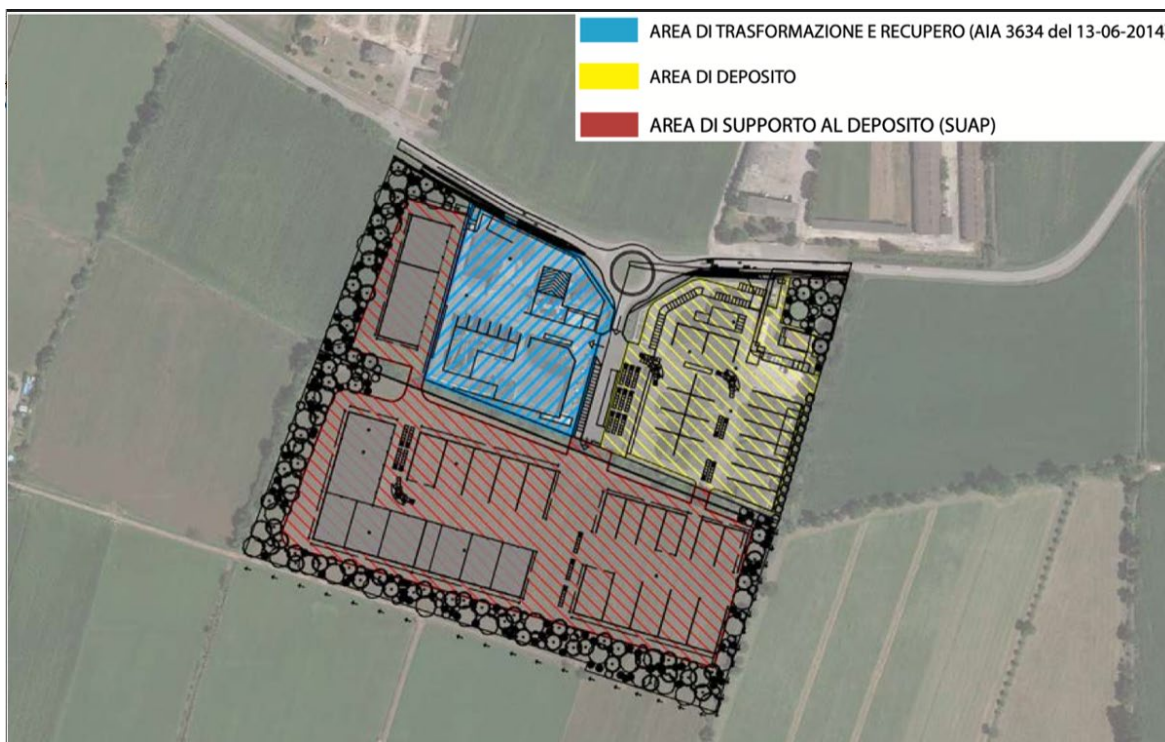 AREA DI TRASFORMAZIONE E RECUPERO (AIA 3634 del 13-06-2014)
AREA DI DEPOSITO
AREA DI SUPPORTO AL DEPOSITO (SUAP)